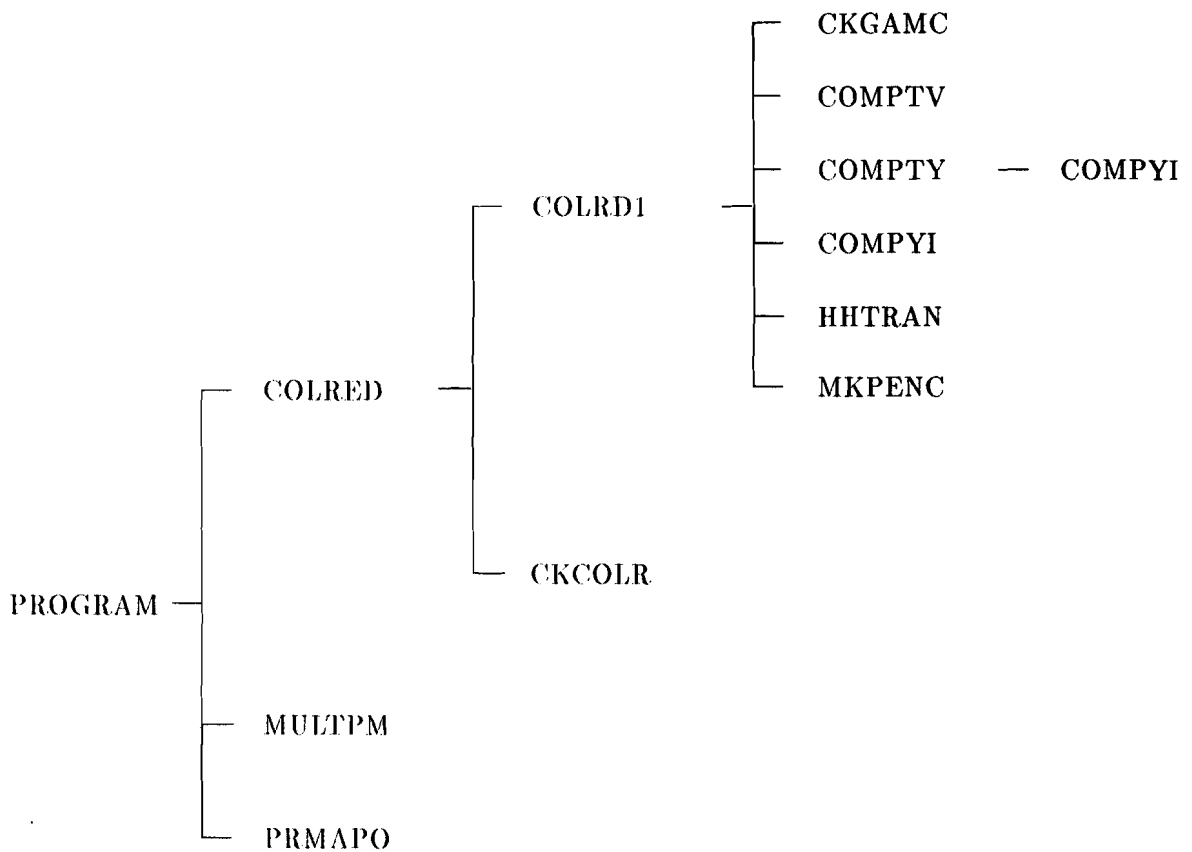 CKGAMC
COMPTV
COMPTY COMPYI
COLRD1
COMPYI
HHTRAN
COLRED MKPENC
CKCOLR
PROGRAM
MULTPM
PRMAPO